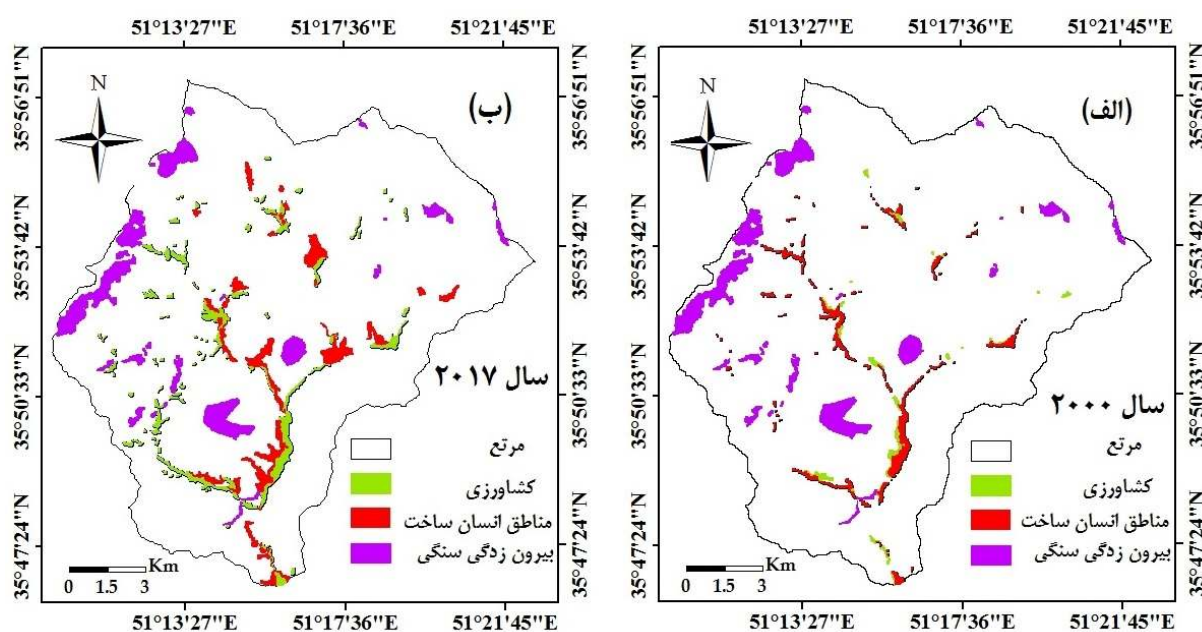 51°13'27"E 51°17'36"E 51°21'45"E
35°56'51"N
35°53'42"N
35°50'33"N
35°47'24"N
N
(الف)
سال ۲۰۰۰
مرتع
کشاورزی
مناطق انسان ساخت
بیرون زدگی سنگی
Km
0 1.5 3
35°56'51"N
35°53'42"N
35°50'33"N
35°47'24"N
51°13'27"E 51°17'36"E 51°21'45"E
51°13'27"E 51°17'36"E 51°21'45"E
35°56'51"N
35°53'42"N
35°50'33"N
35°47'24"N
N
(ب)
سال ۲۰۱۷
مرتع
کشاورزی
مناطق انسان ساخت
بیرون زدگی سنگی
Km
0 1.5 3
35°56'51"N
35°53'42"N
35°50'33"N
35°47'24"N
51°13'27"E 51°17'36"E 51°21'45"E